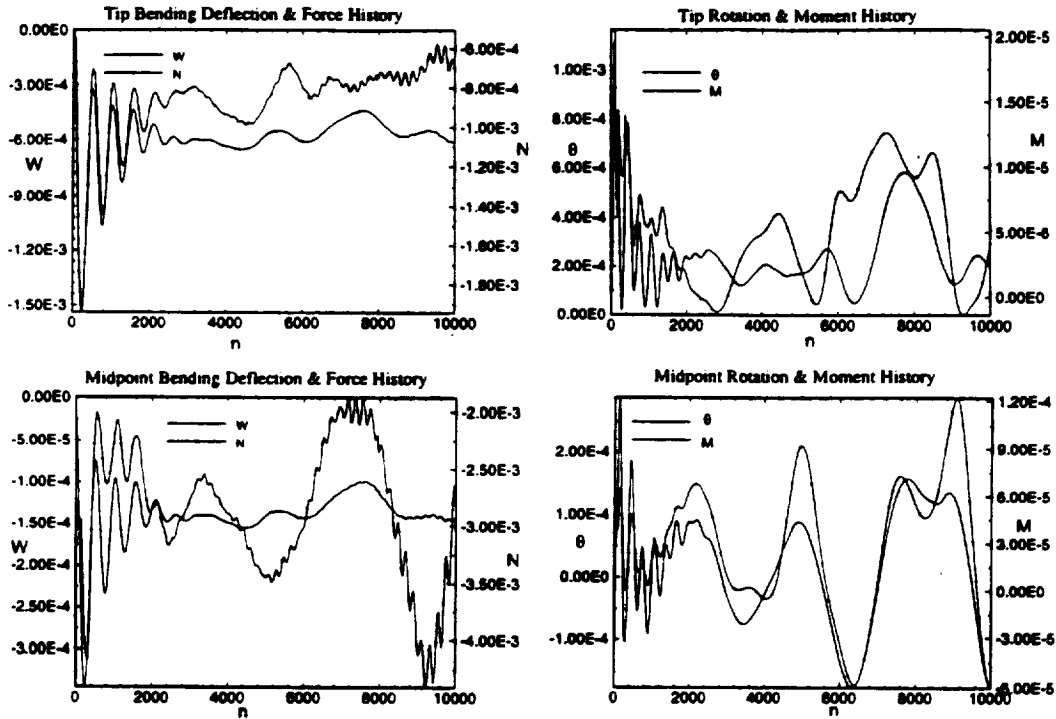 Tip Bending Deflection & Force History
0.00E0
-3.00E-4
-6.00E-4
-9.00E-4
-1.20E-3
-1.50E-3
W
W
N
-6.00E-4
-8.00E-4
-1.00E-3
-1.20E-3
-1.40E-3
-1.60E-3
-1.80E-3
N
0 2000 4000 6000 8000 10000
n
Tip Rotation & Moment History
1.00E-3
8.00E-4
6.00E-4
4.00E-4
2.00E-4
0.00E0
θ
θ
M
2.00E-5
1.50E-5
1.00E-5
5.00E-6
0.00E0
M
0 2000 4000 6000 8000 10000
n
Midpoint Bending Deflection & Force History
0.00E0
-5.00E-5
-1.00E-4
-1.50E-4
-2.00E-4
-2.50E-4
-3.00E-4
W
W
N
-2.00E-3
-2.50E-3
-3.00E-3
-3.50E-3
-4.00E-3
N
0 2000 4000 6000 8000 10000
n
Midpoint Rotation & Moment History
2.00E-4
1.00E-4
0.00E0
-1.00E-4
θ
θ
M
1.20E-4
9.00E-5
6.00E-5
3.00E-5
0.00E0
-3.00E-5
-6.00E-5
M
0 2000 4000 6000 8000 10000
n